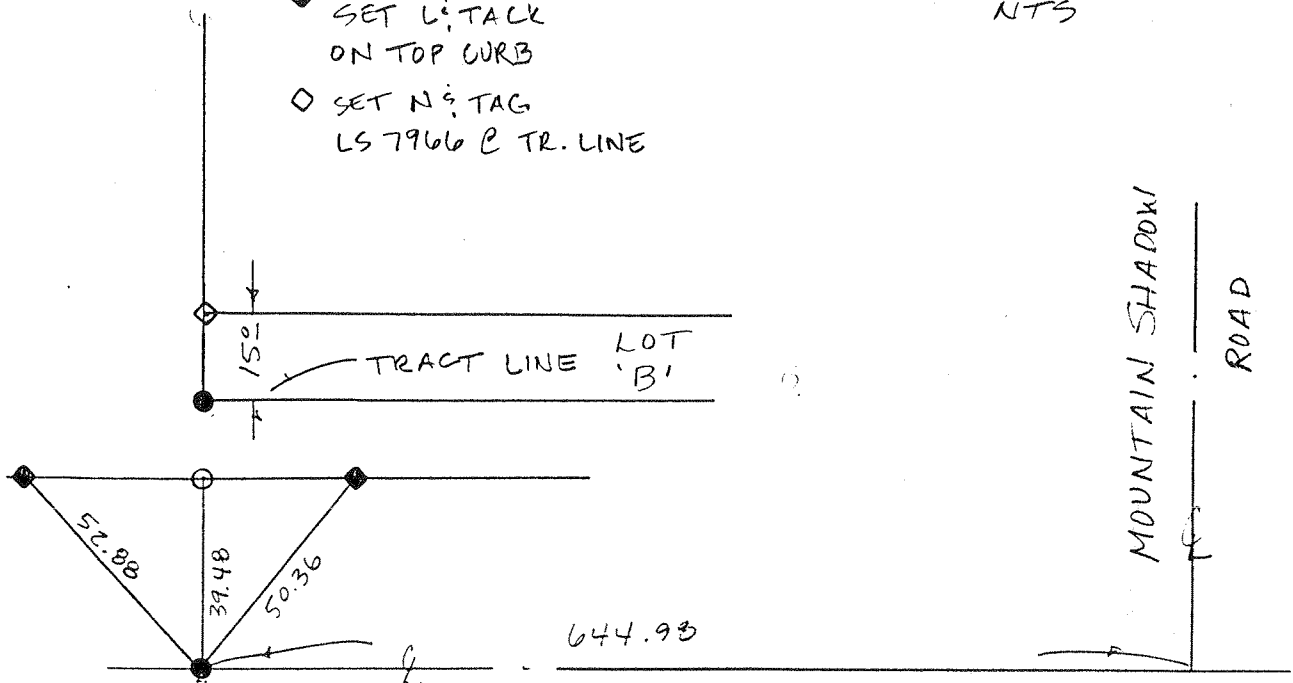 SET L & TACK
ON TOP CURB
NTS
◇ SET N & TAG
LS 7966 @ TR. LINE
15º
TRACT LINE
LOT
'B'
MOUNTAIN SHADOW
ROAD
℄
52.88
39.48
50.36
644.93
℄